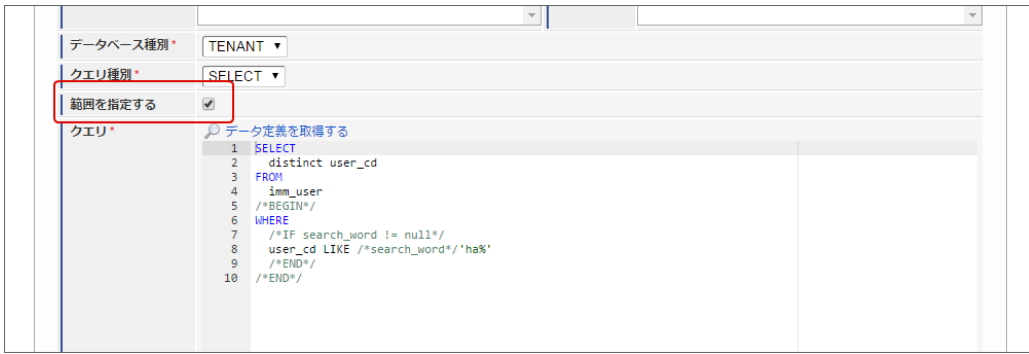 データベース種別* TENANT
クエリ種別* SELECT
範囲を指定する
クエリ* データ定義を取得する
1 SELECT
2 distinct user_cd
3 FROM
4 imm_user
5 /*BEGIN*/
6 WHERE
7 /*IF search_word != null*/
8 user_cd LIKE /*search_word*/'ha%'
9 /*END*/
10 /*END*/